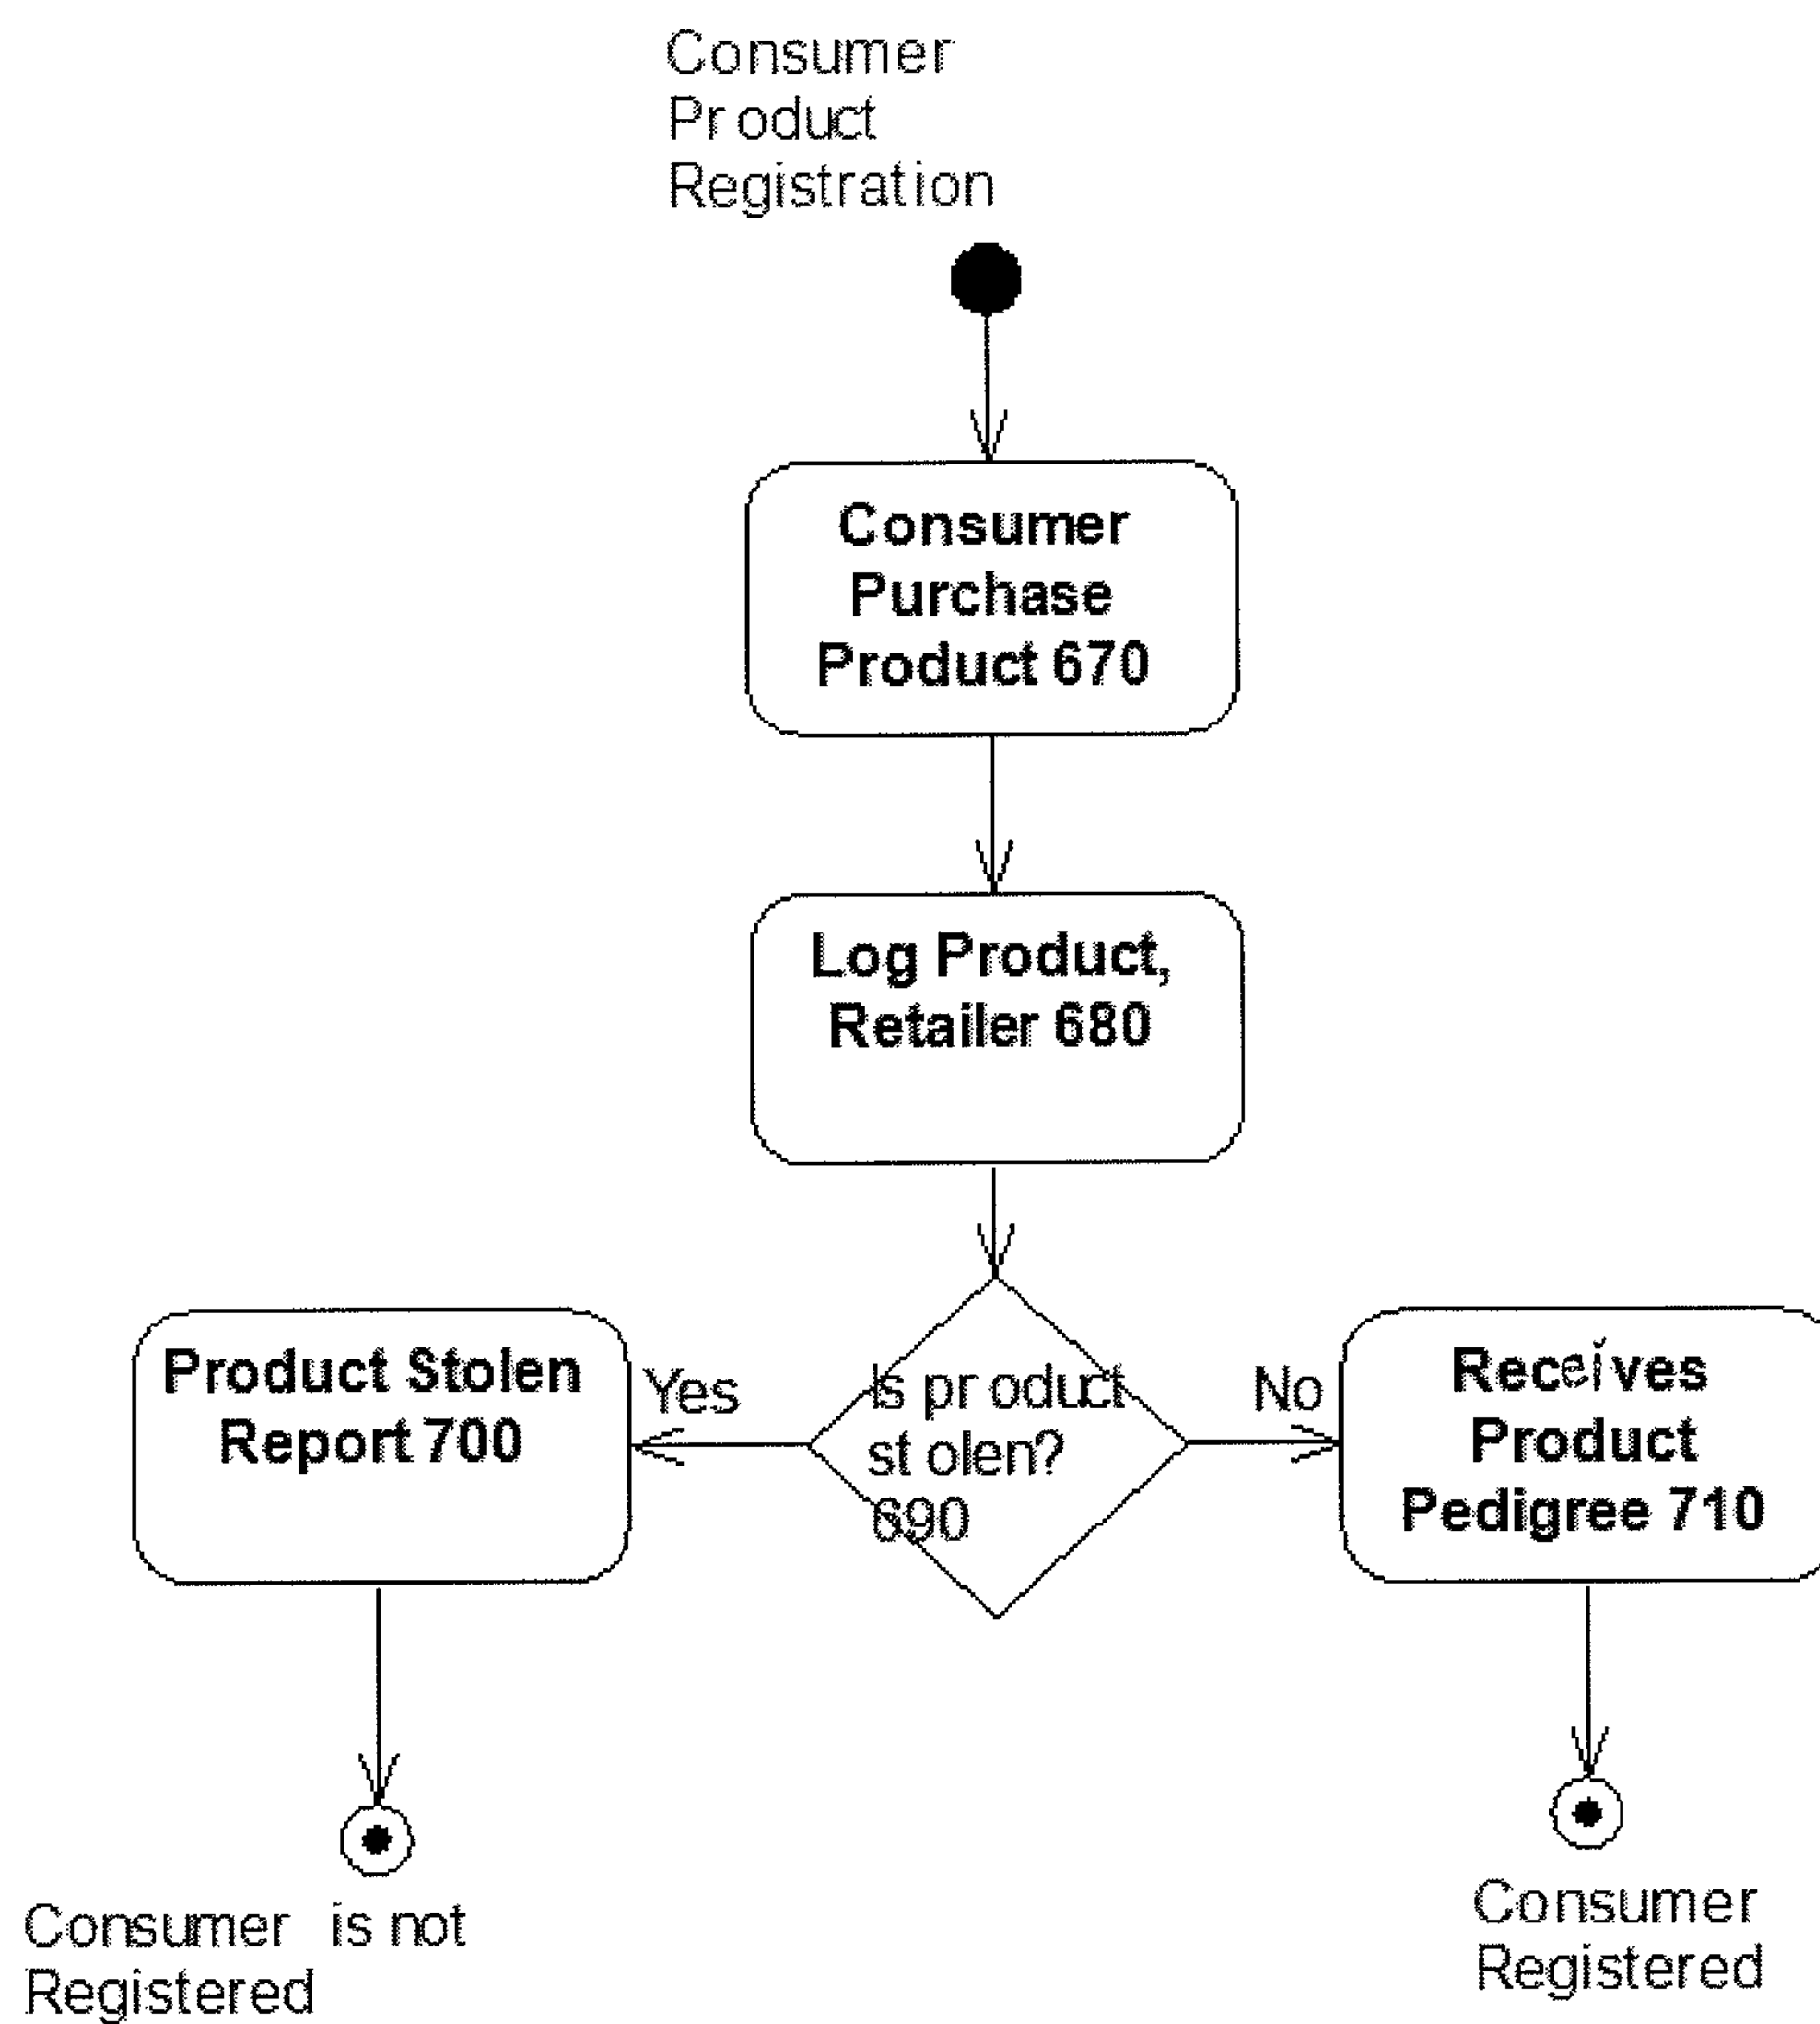 Consumer
Product
Registration
Consumer
Purchase
Product 670
Log Product,
Retailer 680
Product Stolen
Report 700
Yes
Is product
stolen?
690
No
Receives
Product
Pedigree 710
Consumer is not
Registered
Consumer
Registered